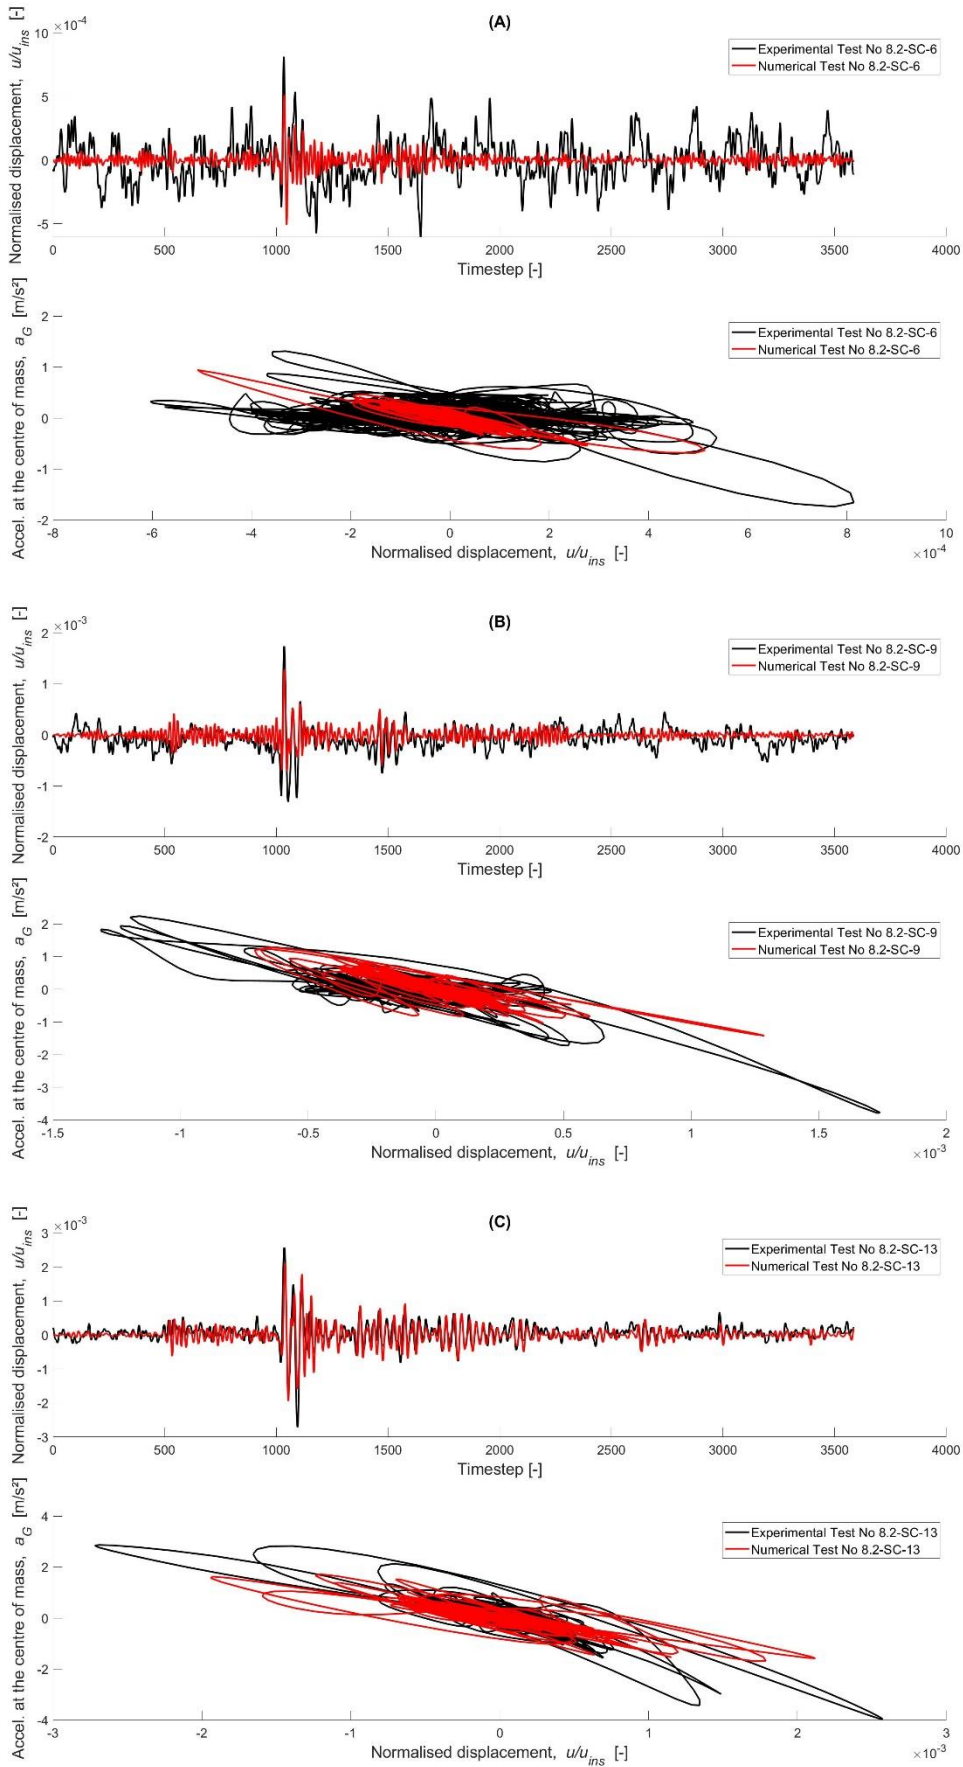 (A)
×10⁻⁴
10
5
0
-5
Normalised displacement, u/u_ins [-]
Experimental Test No 8.2-SC-6
Numerical Test No 8.2-SC-6
0 500 1000 1500 2000 2500 3000 3500 4000
Timestep [-]
2
1
0
-1
-2
Accel. at the centre of mass, a_G [m/s²]
Experimental Test No 8.2-SC-6
Numerical Test No 8.2-SC-6
-8 -6 -4 -2 0 2 4 6 8 10
Normalised displacement, u/u_ins [-]
×10⁻⁴
(B)
×10⁻³
2
1
0
-1
-2
Normalised displacement, u/u_ins [-]
Experimental Test No 8.2-SC-9
Numerical Test No 8.2-SC-9
0 500 1000 1500 2000 2500 3000 3500 4000
Timestep [-]
2
1
0
-1
-2
-3
-4
Accel. at the centre of mass, a_G [m/s²]
Experimental Test No 8.2-SC-9
Numerical Test No 8.2-SC-9
-1.5 -1 -0.5 0 0.5 1 1.5 2
Normalised displacement, u/u_ins [-]
×10⁻³
(C)
×10⁻³
3
2
1
0
-1
-2
-3
Normalised displacement, u/u_ins [-]
Experimental Test No 8.2-SC-13
Numerical Test No 8.2-SC-13
0 500 1000 1500 2000 2500 3000 3500 4000
Timestep [-]
4
2
0
-2
-4
Accel. at the centre of mass, a_G [m/s²]
Experimental Test No 8.2-SC-13
Numerical Test No 8.2-SC-13
-3 -2 -1 0 1 2 3
Normalised displacement, u/u_ins [-]
×10⁻³